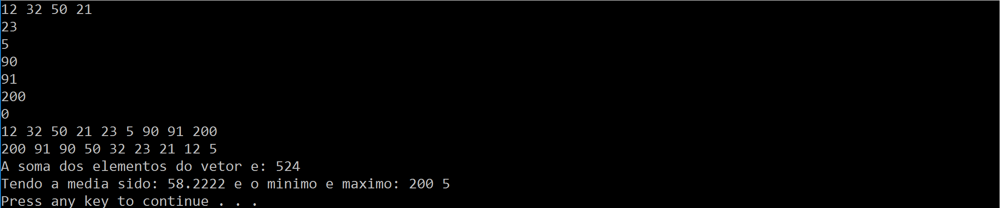 12 32 50 21
23
5
90
91
200
0
12 32 50 21 23 5 90 91 200
200 91 90 50 32 23 21 12 5
A soma dos elementos do vetor e: 524
Tendo a media sido: 58.2222 e o minimo e maximo: 200 5
Press any key to continue . . .